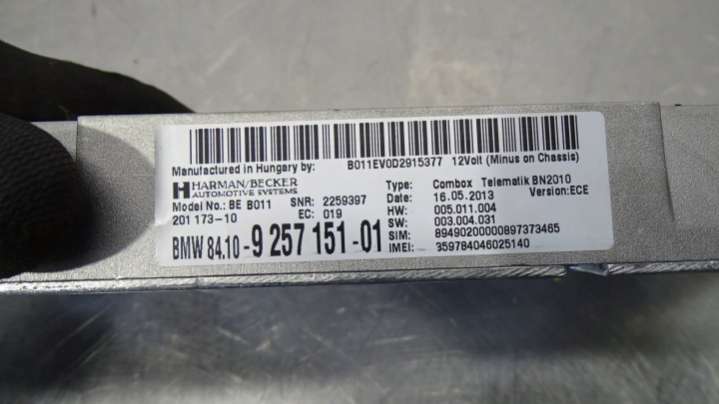 B011EV0D2915377 12Volt (Minus on Chassis)
Manufactured in Hungary by:
HARMAN/BECKER
AUTOMOTIVE SYSTEMS
Model No.: BE B011 SNR: 2259397
201 173-10 EC: 019
BMW 84.10-9 257 151-01
Type: Combox Telematik BN2010
Date: 16.05.2013 Version:ECE
HW: 005.011.004
SW: 003.004.031
SIM: 89490200000897373465
IMEI: 359784046025140